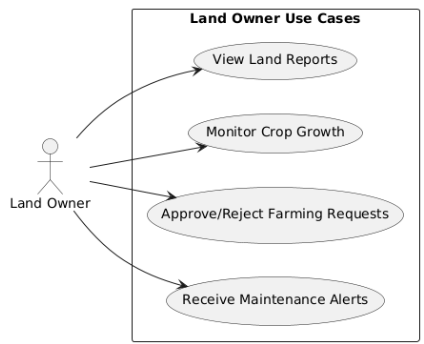 Land Owner Use Cases
View Land Reports
Monitor Crop Growth
Land Owner
Approve/Reject Farming Requests
Receive Maintenance Alerts